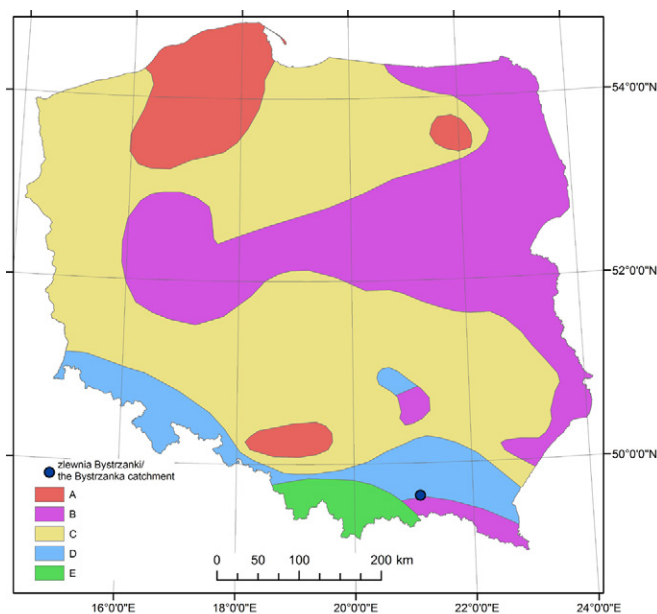 54°0'0"N
52°0'0"N
50°0'0"N
zlewnia Bystrzanki/
the Bystrzanka catchment
A
B
C
D
E
0 50 100 200 km
16°0'0"E 18°0'0"E 20°0'0"E 22°0'0"E 24°0'0"E